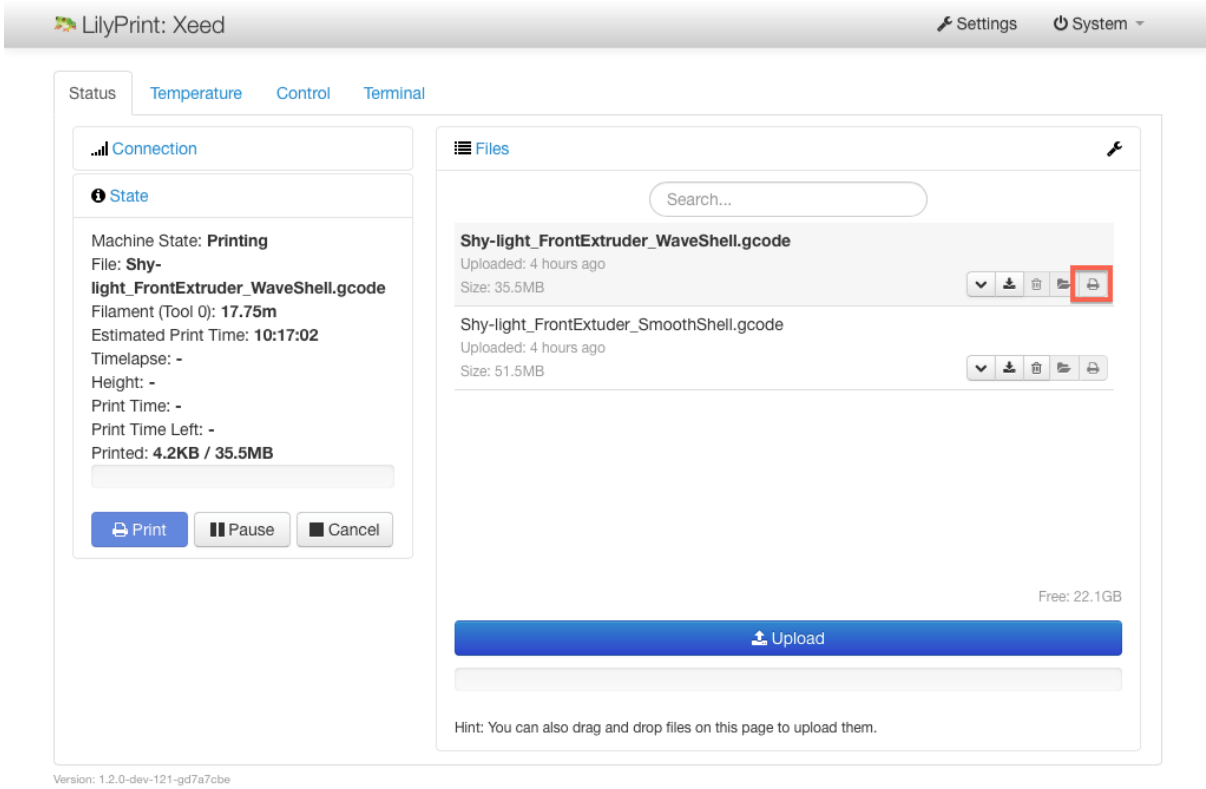 LilyPrint: Xeed
Settings
System
Status
Temperature
Control
Terminal
Connection
State
Machine State: Printing
File: Shy-
light_FrontExtruder_WaveShell.gcode
Filament (Tool 0): 17.75m
Estimated Print Time: 10:17:02
Timelapse: -
Height: -
Print Time: -
Print Time Left: -
Printed: 4.2KB / 35.5MB
Print
Pause
Cancel
Files
Search...
Shy-light_FrontExtruder_WaveShell.gcode
Uploaded: 4 hours ago
Size: 35.5MB
Shy-light_FrontExtuder_SmoothShell.gcode
Uploaded: 4 hours ago
Size: 51.5MB
Free: 22.1GB
Upload
Hint: You can also drag and drop files on this page to upload them.
Version: 1.2.0-dev-121-gd7a7cbe